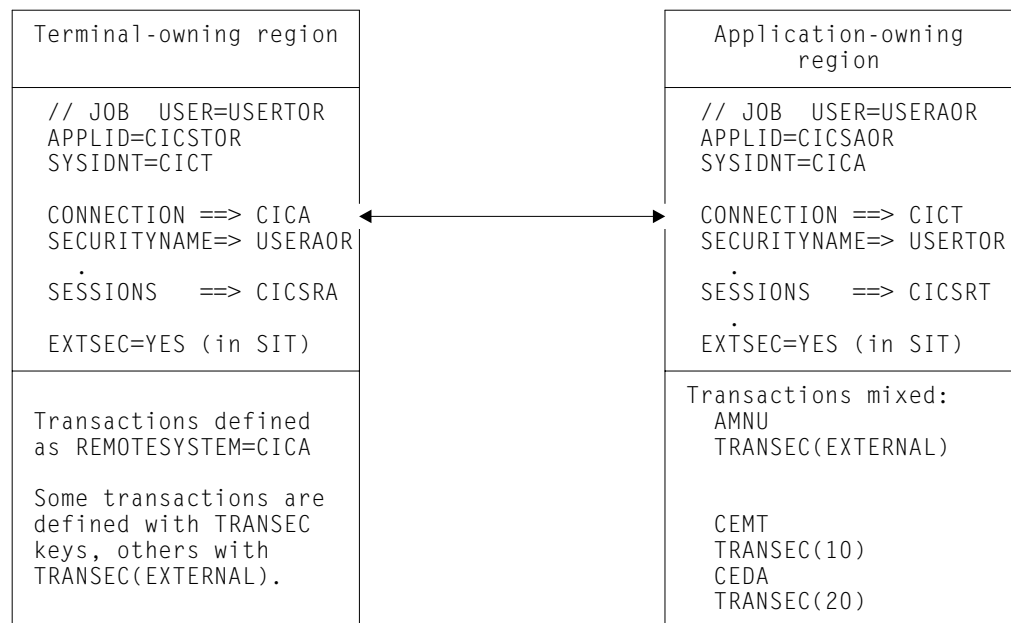 Terminal-owning region
// JOB  USER=USERTOR
APPLID=CICSTOR
SYSIDNT=CICT
CONNECTION ==> CICA
SECURITYNAME=> USERAOR
.
SESSIONS   ==> CICSRA
EXTSEC=YES (in SIT)
Transactions defined
as REMOTESYSTEM=CICA
Some transactions are
defined with TRANSEC
keys, others with
TRANSEC(EXTERNAL).
Application-owning
region
// JOB  USER=USERAOR
APPLID=CICSAOR
SYSIDNT=CICA
CONNECTION ==> CICT
SECURITYNAME=> USERTOR
.
SESSIONS   ==> CICSRT
.
EXTSEC=YES (in SIT)
Transactions mixed:
AMNU
TRANSEC(EXTERNAL)
CEMT
TRANSEC(10)
CEDA
TRANSEC(20)